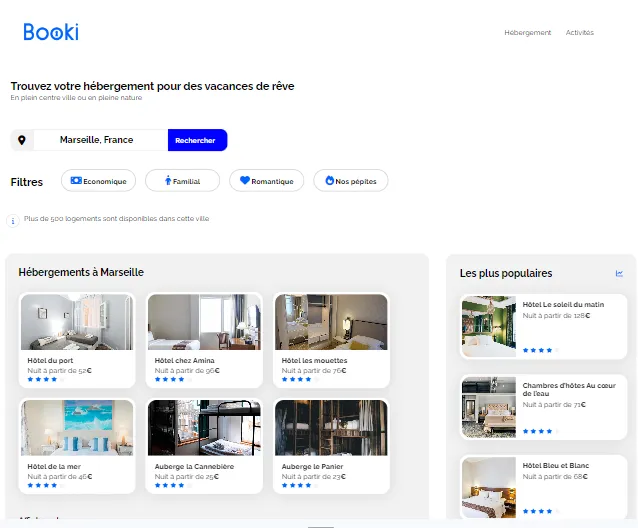 Booki
Hébergement Activités
Trouvez votre hébergement pour des vacances de rêve
En plein centre ville ou en pleine nature
Marseille, France Rechercher
Filtres Economique Familial Romantique Nos pépites
Plus de 500 logements sont disponibles dans cette ville
Hébergements à Marseille
Hôtel du port
Nuit à partir de 52€
Hôtel chez Amina
Nuit à partir de 96€
Hôtel les mouettes
Nuit à partir de 76€
Hôtel de la mer
Nuit à partir de 46€
Auberge la Cannebière
Nuit à partir de 25€
Auberge le Panier
Nuit à partir de 23€
Les plus populaires
Hôtel Le soleil du matin
Nuit à partir de 128€
Chambres d'hôtes Au cœur
de l'eau
Nuit à partir de 71€
Hôtel Bleu et Blanc
Nuit à partir de 68€